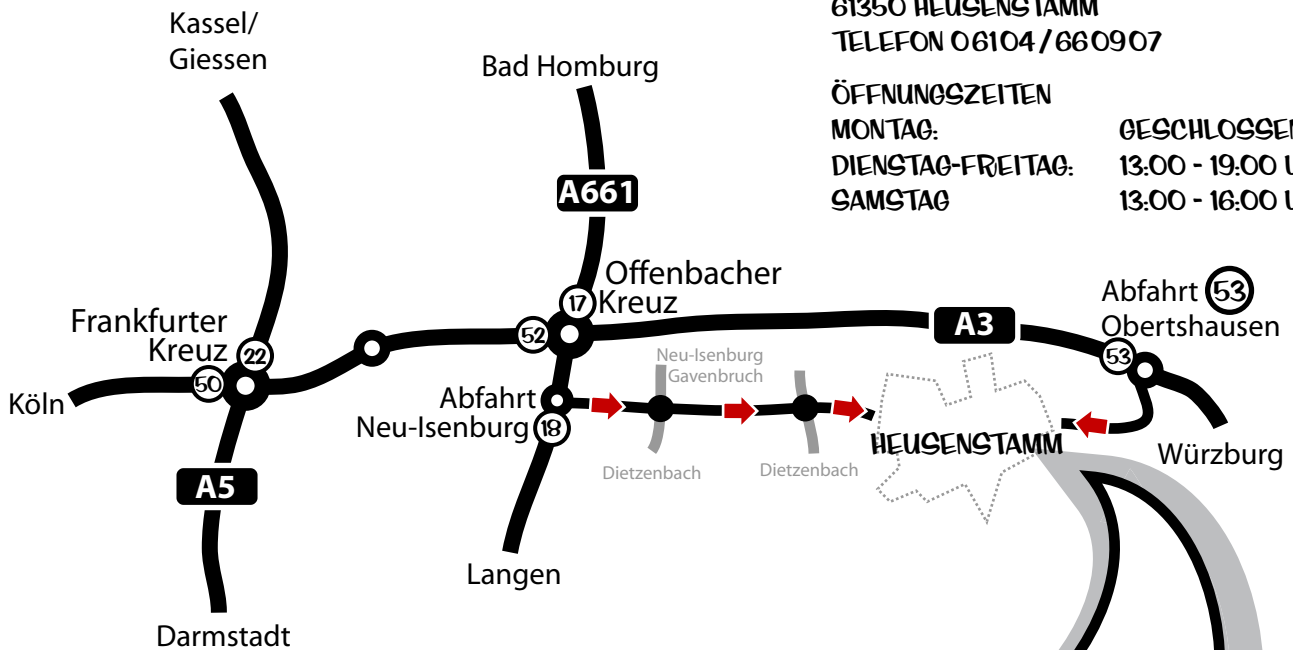 61350 HEUSENSTAMM
TELEFON 06104/660907
ÖFFNUNGSZEITEN
MONTAG: GESCHLOSSEN
DIENSTAG-FREITAG: 13:00 - 19:00 U
SAMSTAG 13:00 - 16:00 U
Kassel/
Giessen
Bad Homburg
A661
Offenbacher
Kreuz
17
52
Frankfurter
Kreuz
22
50
Köln
A5
Darmstadt
Abfahrt
Neu-Isenburg
18
Langen
Neu-Isenburg
Gavenbruch
Dietzenbach
Dietzenbach
A3
HEUSENSTAMM
Abfahrt 53
Obertshausen
53
Würzburg